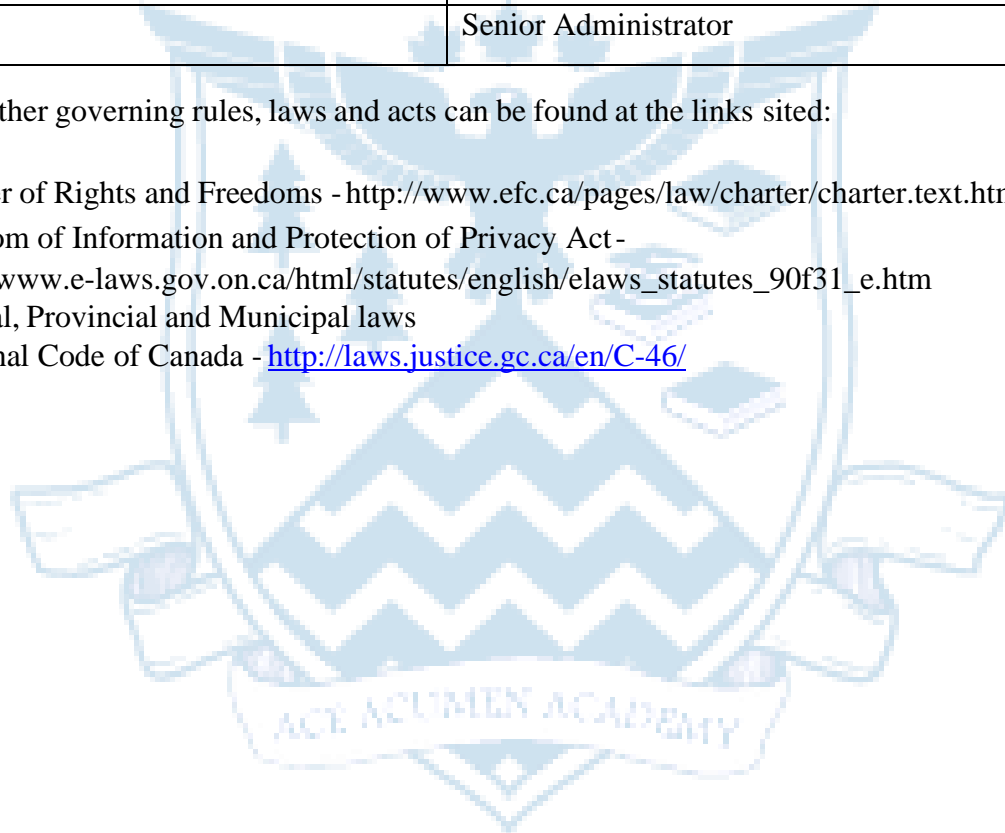 Senior Administrator
ther governing rules, laws and acts can be found at the links sited:
r of Rights and Freedoms - http://www.efc.ca/pages/law/charter/charter.text.htm
om of Information and Protection of Privacy Act -
www.e-laws.gov.on.ca/html/statutes/english/elaws_statutes_90f31_e.htm
al, Provincial and Municipal laws
nal Code of Canada - http://laws.justice.gc.ca/en/C-46/
ACE ACUMEN ACADEMY